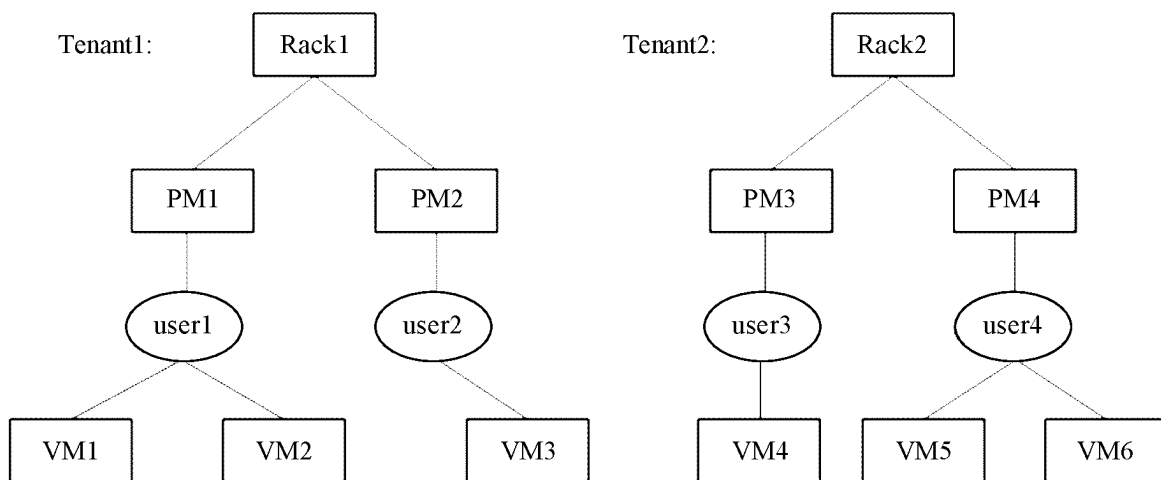 Tenant1:
Rack1
Tenant2:
Rack2
PM1
PM2
PM3
PM4
user1
user2
user3
user4
VM1
VM2
VM3
VM4
VM5
VM6